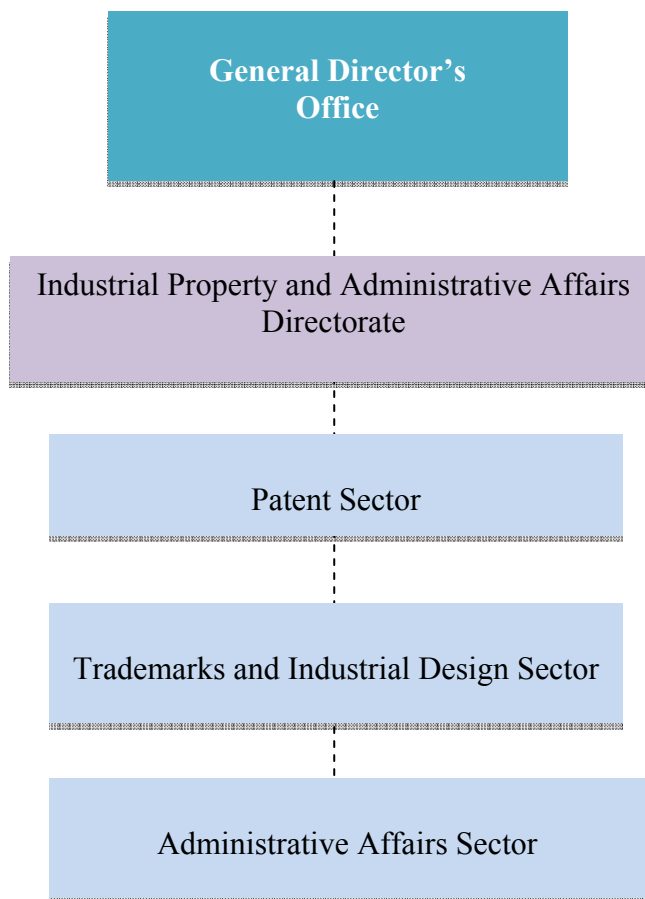 General Director’s
Office
Industrial Property and Administrative Affairs
Directorate
Patent Sector
Trademarks and Industrial Design Sector
Administrative Affairs Sector